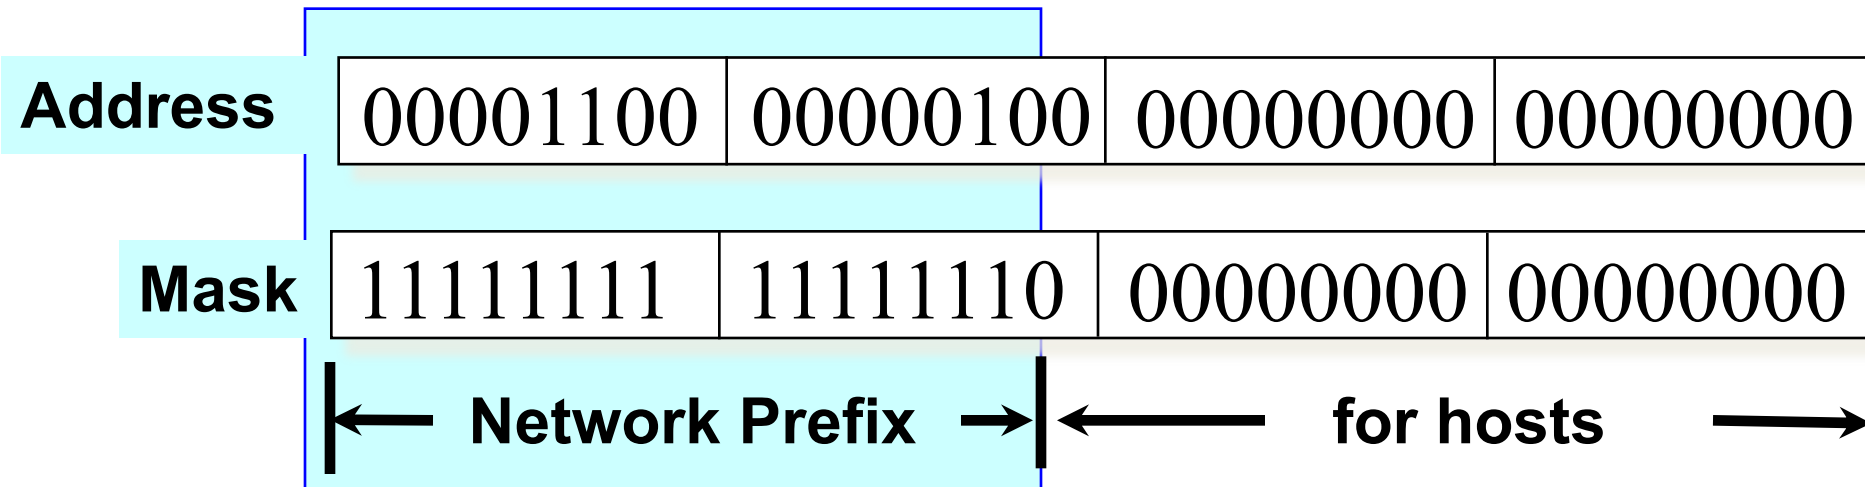 Address 00001100 00000100 00000000 00000000
Mask 11111111 11111110 00000000 00000000
Network Prefix for hosts